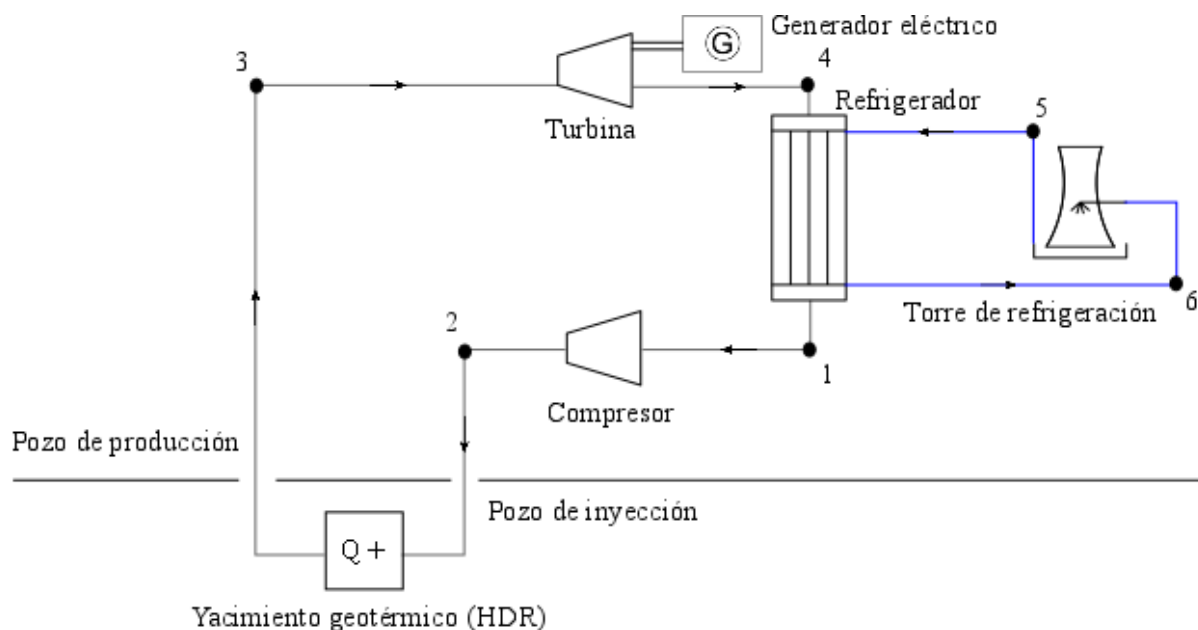 Generador eléctrico
G
3
4
Turbina
Refrigerador
5
2
6
Torre de refrigeración
1
Compresor
Pozo de producción
Pozo de inyección
Q +
Yacimiento geotérmico (HDR)